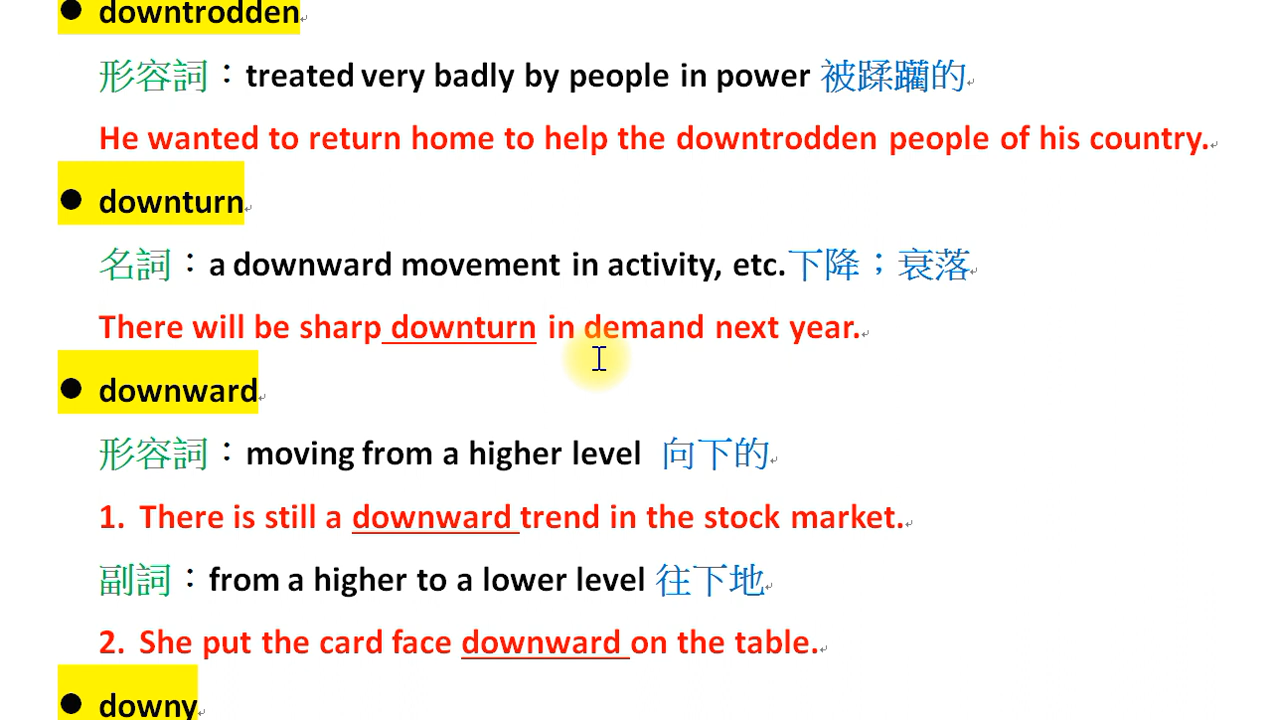 ● downtrodden
形容詞：treated very badly by people in power 被蹂躪的
He wanted to return home to help the downtrodden people of his country.
● downturn
名詞：a downward movement in activity, etc.下降；衰落
There will be sharp downturn in demand next year.
● downward
形容詞：moving from a higher level 向下的
1. There is still a downward trend in the stock market.
副詞：from a higher to a lower level 往下地
2. She put the card face downward on the table.
● downy